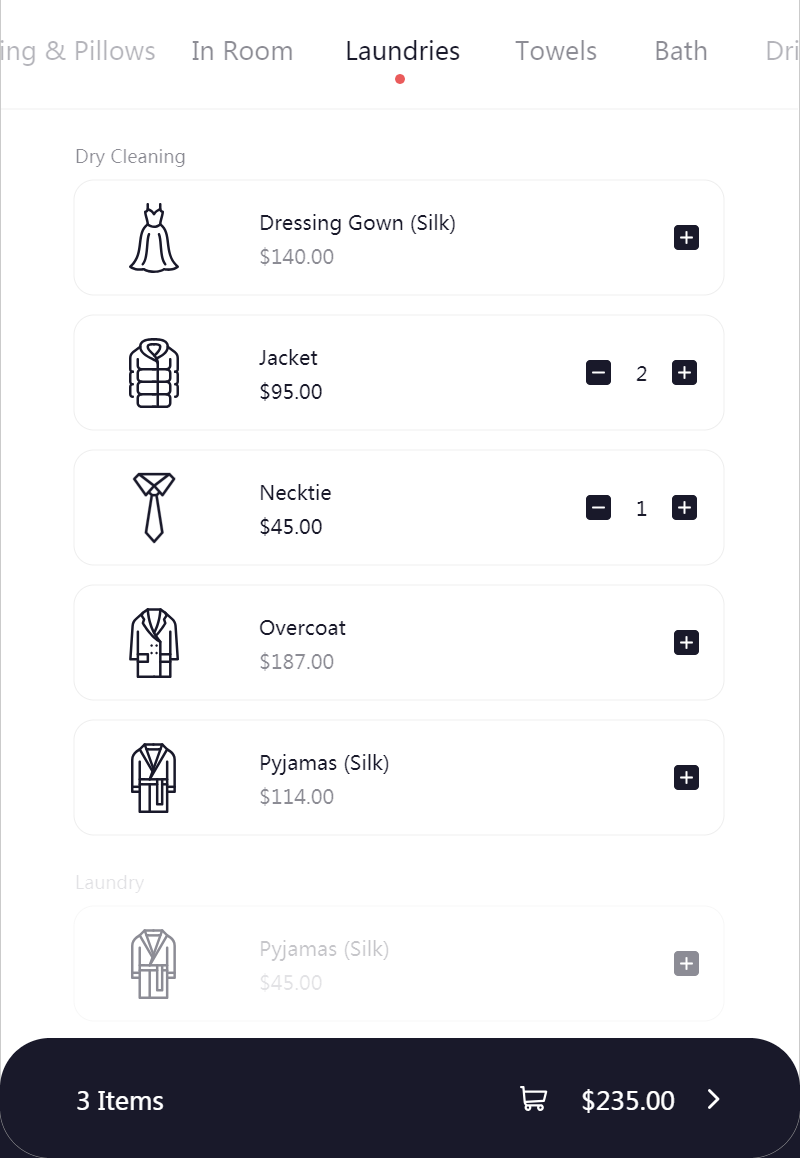 ing & Pillows In Room Laundries Towels Bath Dri
Dry Cleaning
Dressing Gown (Silk)
$140.00
Jacket
$95.00
2
Necktie
$45.00
1
Overcoat
$187.00
Pyjamas (Silk)
$114.00
Laundry
Pyjamas (Silk)
$45.00
3 Items $235.00